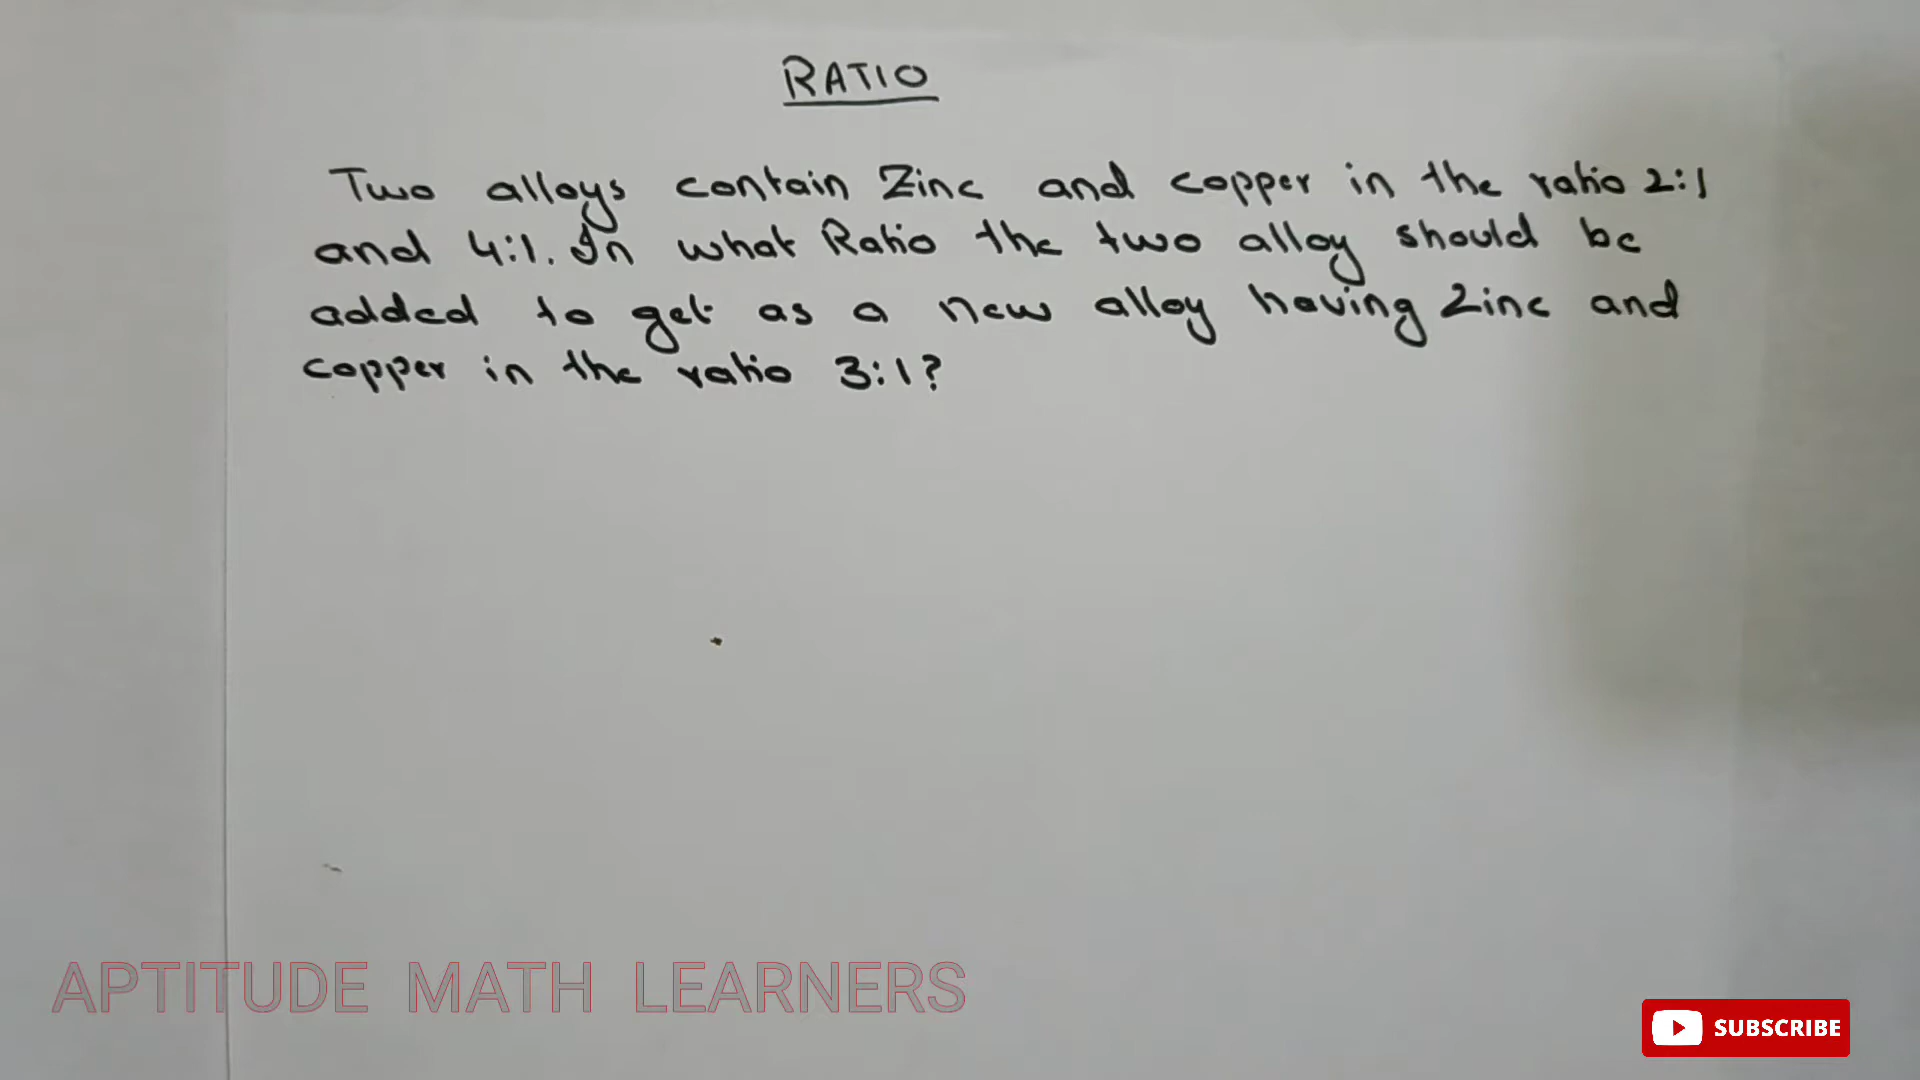 RATIO
Two alloys contain Zinc and copper in the ratio 2:1
and 4:1. In what Ratio the two alloy should be
added to get as a new alloy having Zinc and
copper in the ratio 3:1?
APTITUDE MATH LEARNERS
SUBSCRIBE